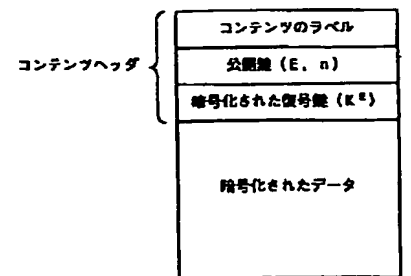 コンテンツのラベル
コンテンツヘッダ
公開鍵（E，n）
暗号化された復号鍵（Kᴱ）
暗号化されたデータ